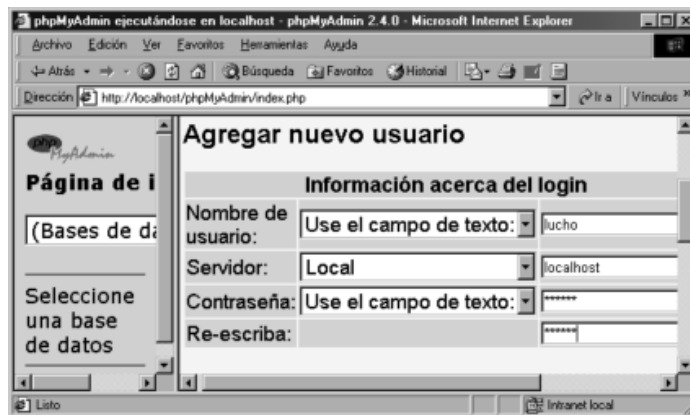 phpMyAdmin ejecutándose en localhost - phpMyAdmin 2.4.0 - Microsoft Internet Explorer
Archivo Edición Ver Favoritos Herramientas Ayuda
Atrás Búsqueda Favoritos Historial
Dirección http://localhost/phpMyAdmin/index.php Ir a Vínculos »
php
MyAdmin
Página de i
(Bases de da
Seleccione
una base
de datos
Agregar nuevo usuario
Información acerca del login
Nombre de
usuario: Use el campo de texto: lucho
Servidor: Local localhost
Contraseña: Use el campo de texto: ******
Re-escriba: ******
Listo Intranet local